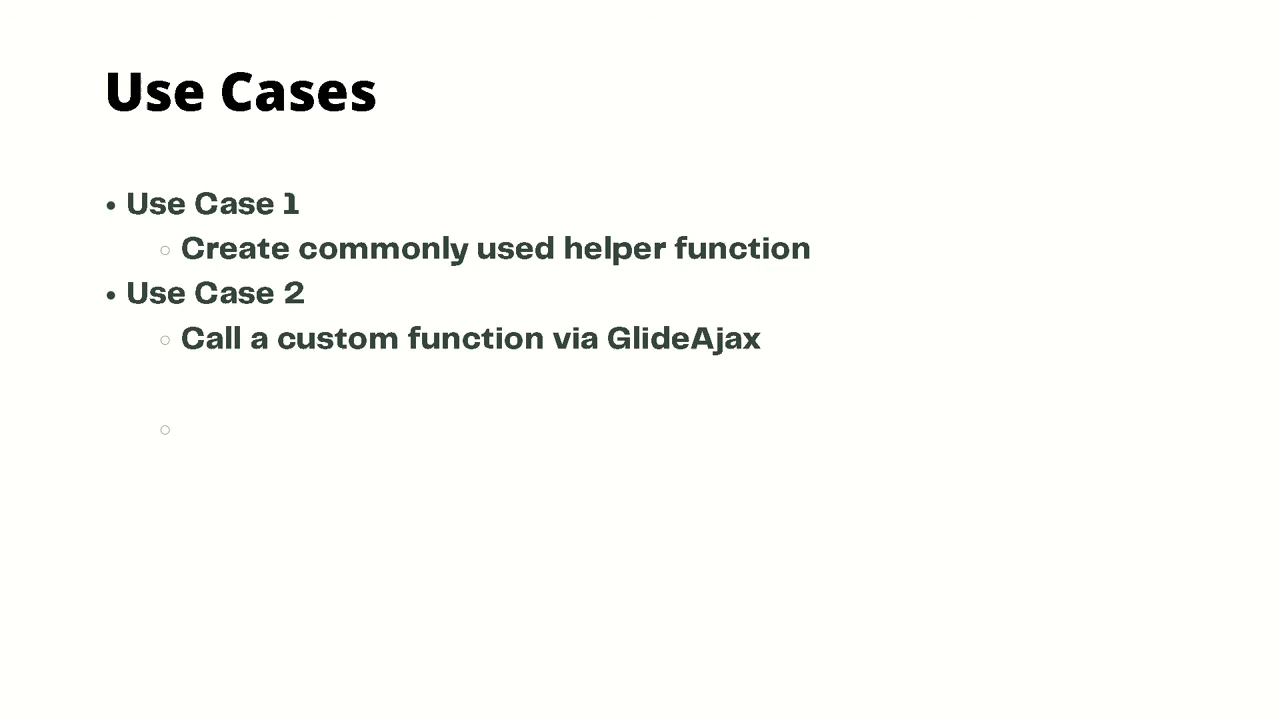 Use Cases
• Use Case 1
○ Create commonly used helper function
• Use Case 2
○ Call a custom function via GlideAjax
○